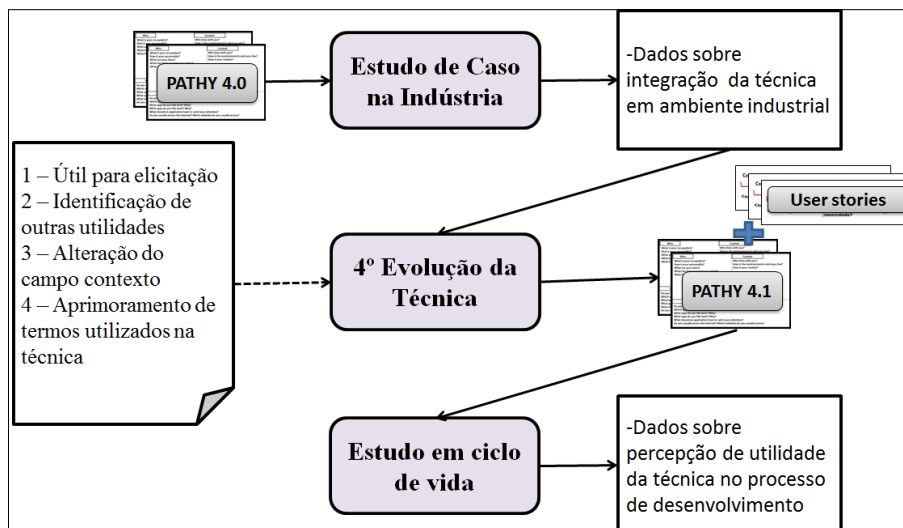 PATHY 4.0
Estudo de Caso
na Indústria
-Dados sobre
integração da técnica
em ambiente industrial
1 – Útil para elicitação
2 – Identificação de
outras utilidades
3 – Alteração do
campo contexto
4 – Aprimoramento de
termos utilizados na
técnica
User stories
4º Evolução da
Técnica
PATHY 4.1
Estudo em ciclo
de vida
-Dados sobre
percepção de utilidade
da técnica no processo
de desenvolvimento